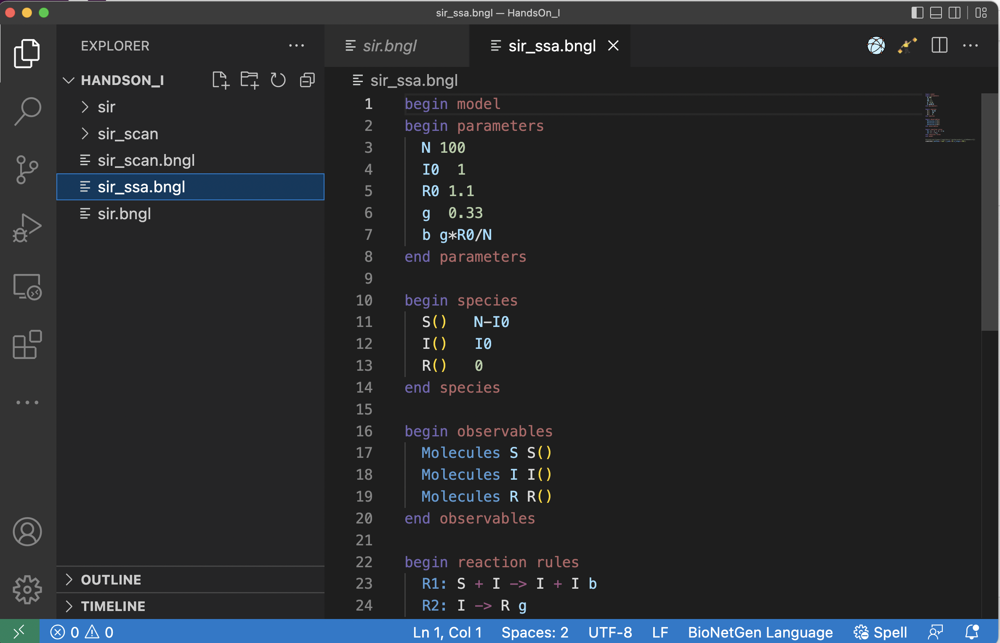 sir_ssa.bngl — HandsOn_I
EXPLORER
HANDSON_I
sir
sir_scan
sir_scan.bngl
sir_ssa.bngl
sir.bngl
OUTLINE
TIMELINE
sir.bngl
sir_ssa.bngl
sir_ssa.bngl
1 begin model
2 begin parameters
3 N 100
4 I0  1
5 R0 1.1
6 g  0.33
7 b g*R0/N
8 end parameters
9
10 begin species
11 S()   N-I0
12 I()   I0
13 R()   0
14 end species
15
16 begin observables
17 Molecules S S()
18 Molecules I I()
19 Molecules R R()
20 end observables
21
22 begin reaction rules
23 R1: S + I -> I + I b
24 R2: I -> R g
0 0 Ln 1, Col 1 Spaces: 2 UTF-8 LF BioNetGen Language Spell